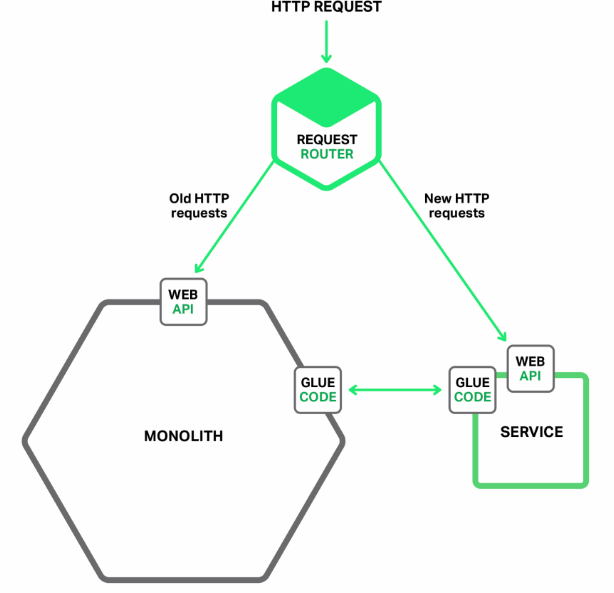 HTTP REQUEST
REQUEST
ROUTER
Old HTTP
requests
New HTTP
requests
WEB
API
WEB
API
GLUE
CODE
GLUE
CODE
MONOLITH
SERVICE